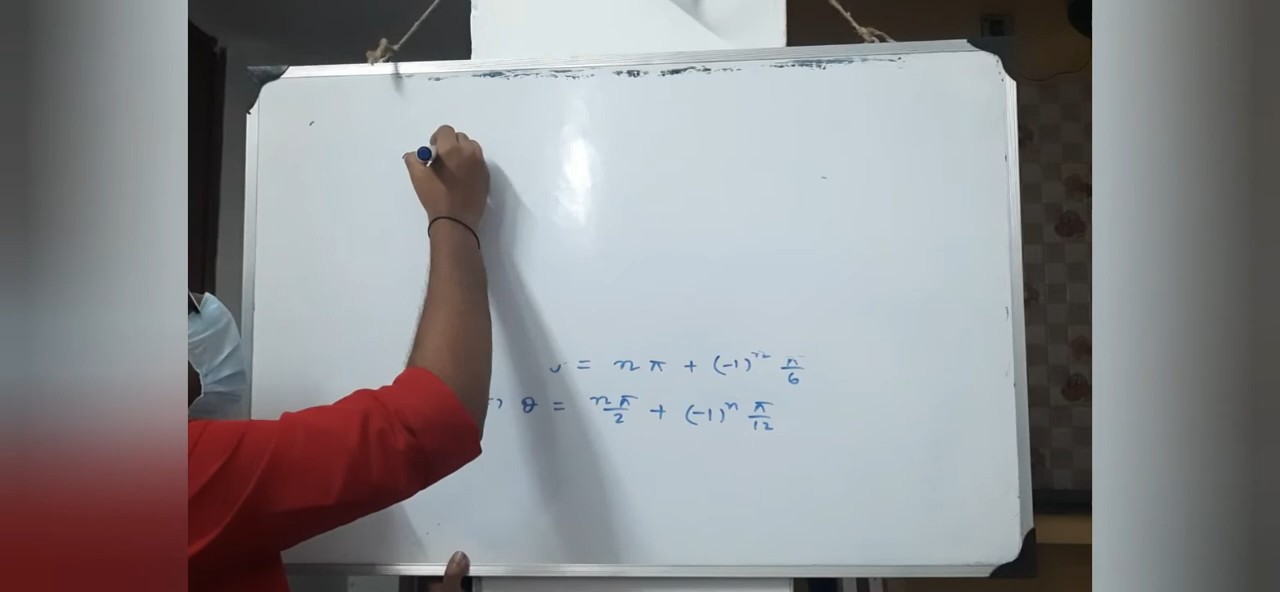 = nπ + (-1)^n π/6
θ = nπ/2 + (-1)^n π/12